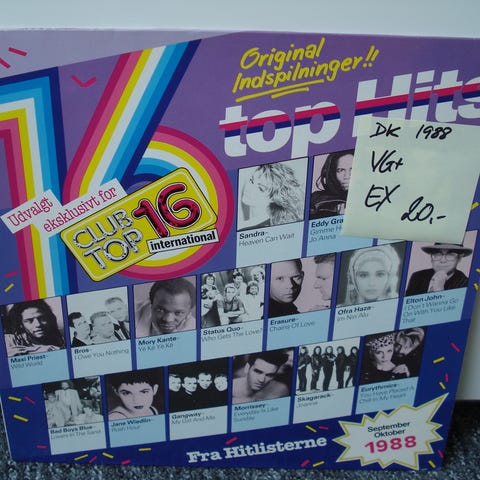 16
Original
Indspilninger!!
top Hits
DK 1988
VG+
EX 20.-
Udvalgt
eksklusivt for
CLUB
TOP 16
international
Sandra-
Heaven Can Wait
Eddy Gra
Gimme H
Jo Anna
Maxi Priest-
Wild World
Bros-
I Owe You Nothing
Mory Kante-
Yé Ké Yé Ké
Status Quo-
Who Gets The Love?
Erasure-
Chains Of Love
Ofra Haza-
Im Nin' Alu
Elton John-
I Don't Wanna Go
On With You Like
That
Bad Boys Blue-
Lovers In The Sand
Jane Wiedlin-
Rush Hour
Gangway-
My Girl And Me
Morrissey-
Everyday Is Like
Sunday
Skagarack-
Joanna
Eurythmics-
You Have Placed A
Chill In My Heart
Fra Hitlisterne
September
Oktober
1988